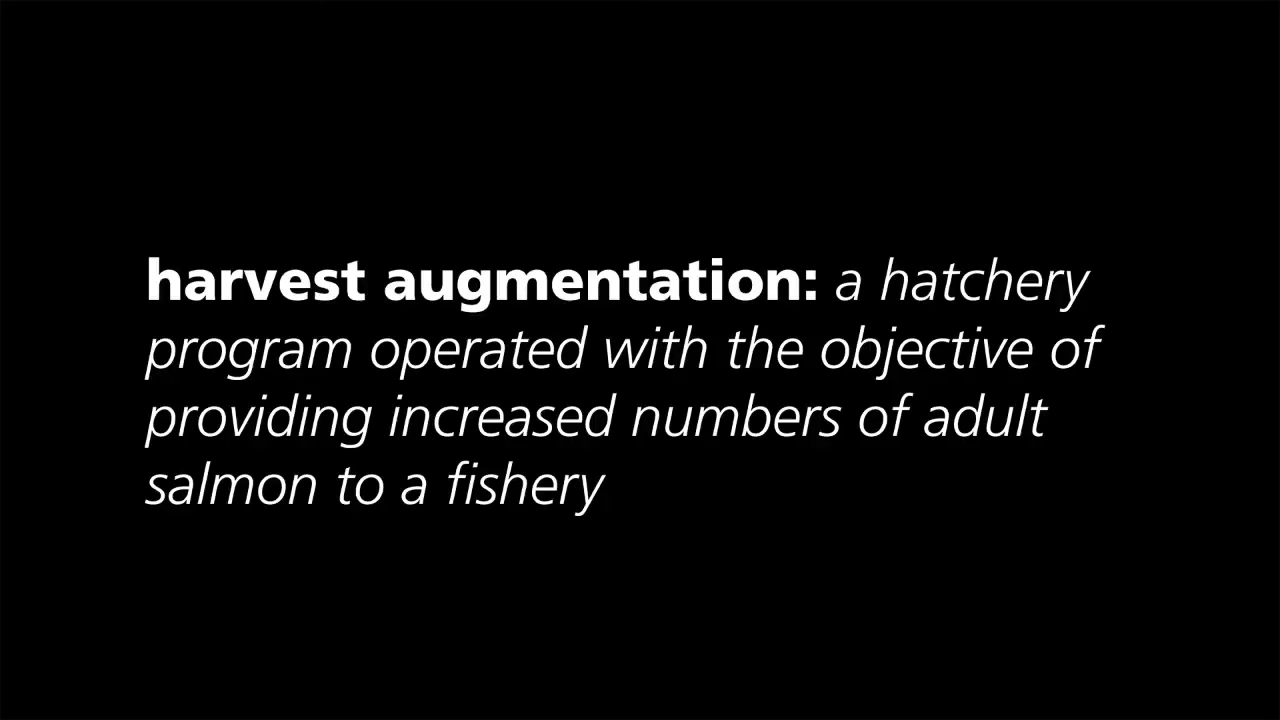 harvest augmentation: a hatchery
program operated with the objective of
providing increased numbers of adult
salmon to a fishery